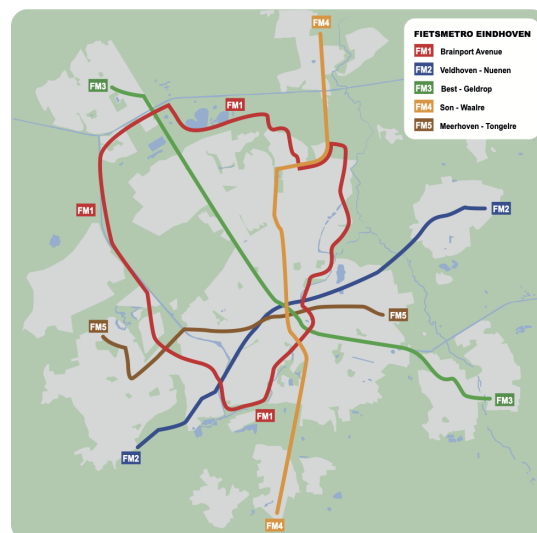 FIETSMETRO EINDHOVEN
FM1 Brainport Avenue
FM2 Veldhoven - Nuenen
FM3 Best - Geldrop
FM4 Son - Waalre
FM5 Meerhoven - Tongelre
FM4
FM3
FM1
FM1
FM2
FM5
FM5
FM3
FM1
FM2
FM4